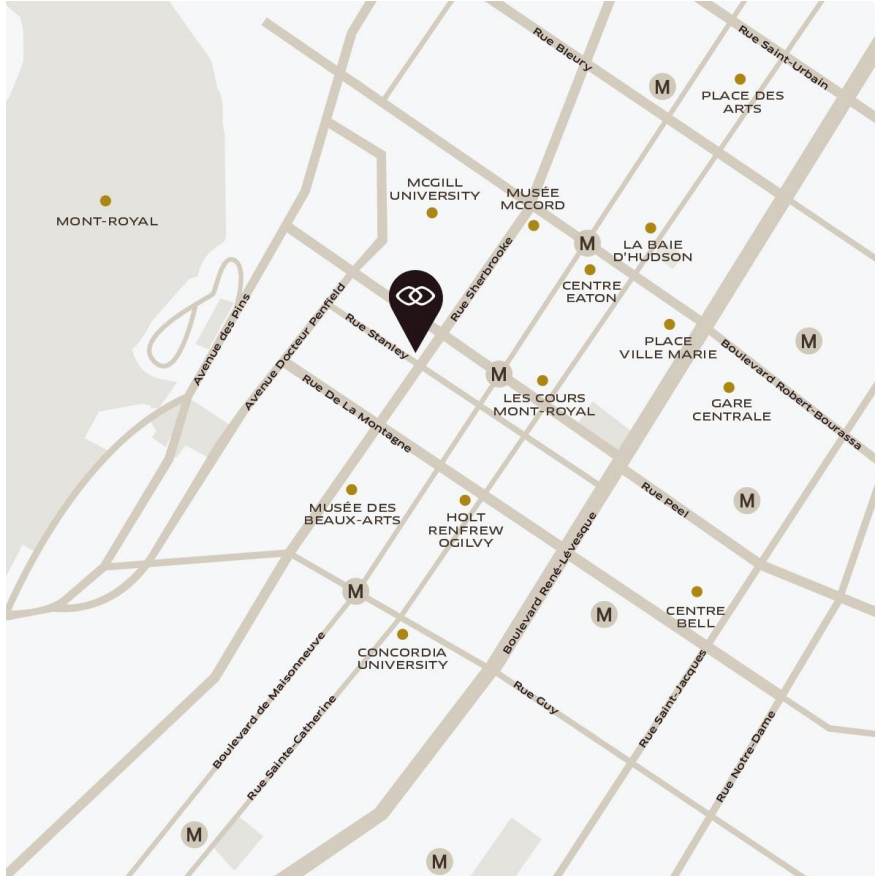 Rue Bleury
Rue Saint-Urbain
M
PLACE DES
ARTS
MONT-ROYAL
MCGILL
UNIVERSITY
MUSÉE
MCCORD
M
LA BAIE
D'HUDSON
CENTRE
EATON
Rue Sherbrooke
Avenue des Pins
Avenue Docteur Penfield
Rue Stanley
PLACE
VILLE MARIE
M
Boulevard Robert-Bourassa
M
LES COURS
MONT-ROYAL
GARE
CENTRALE
Rue De La Montagne
MUSÉE DES
BEAUX-ARTS
HOLT
RENFREW
OGILVY
Rue Peel
M
Boulevard René-Lévesque
M
M
CENTRE
BELL
CONCORDIA
UNIVERSITY
Boulevard de Maisonneuve
Rue Sainte-Catherine
Rue Guy
Rue Saint-Jacques
Rue Notre-Dame
M
M